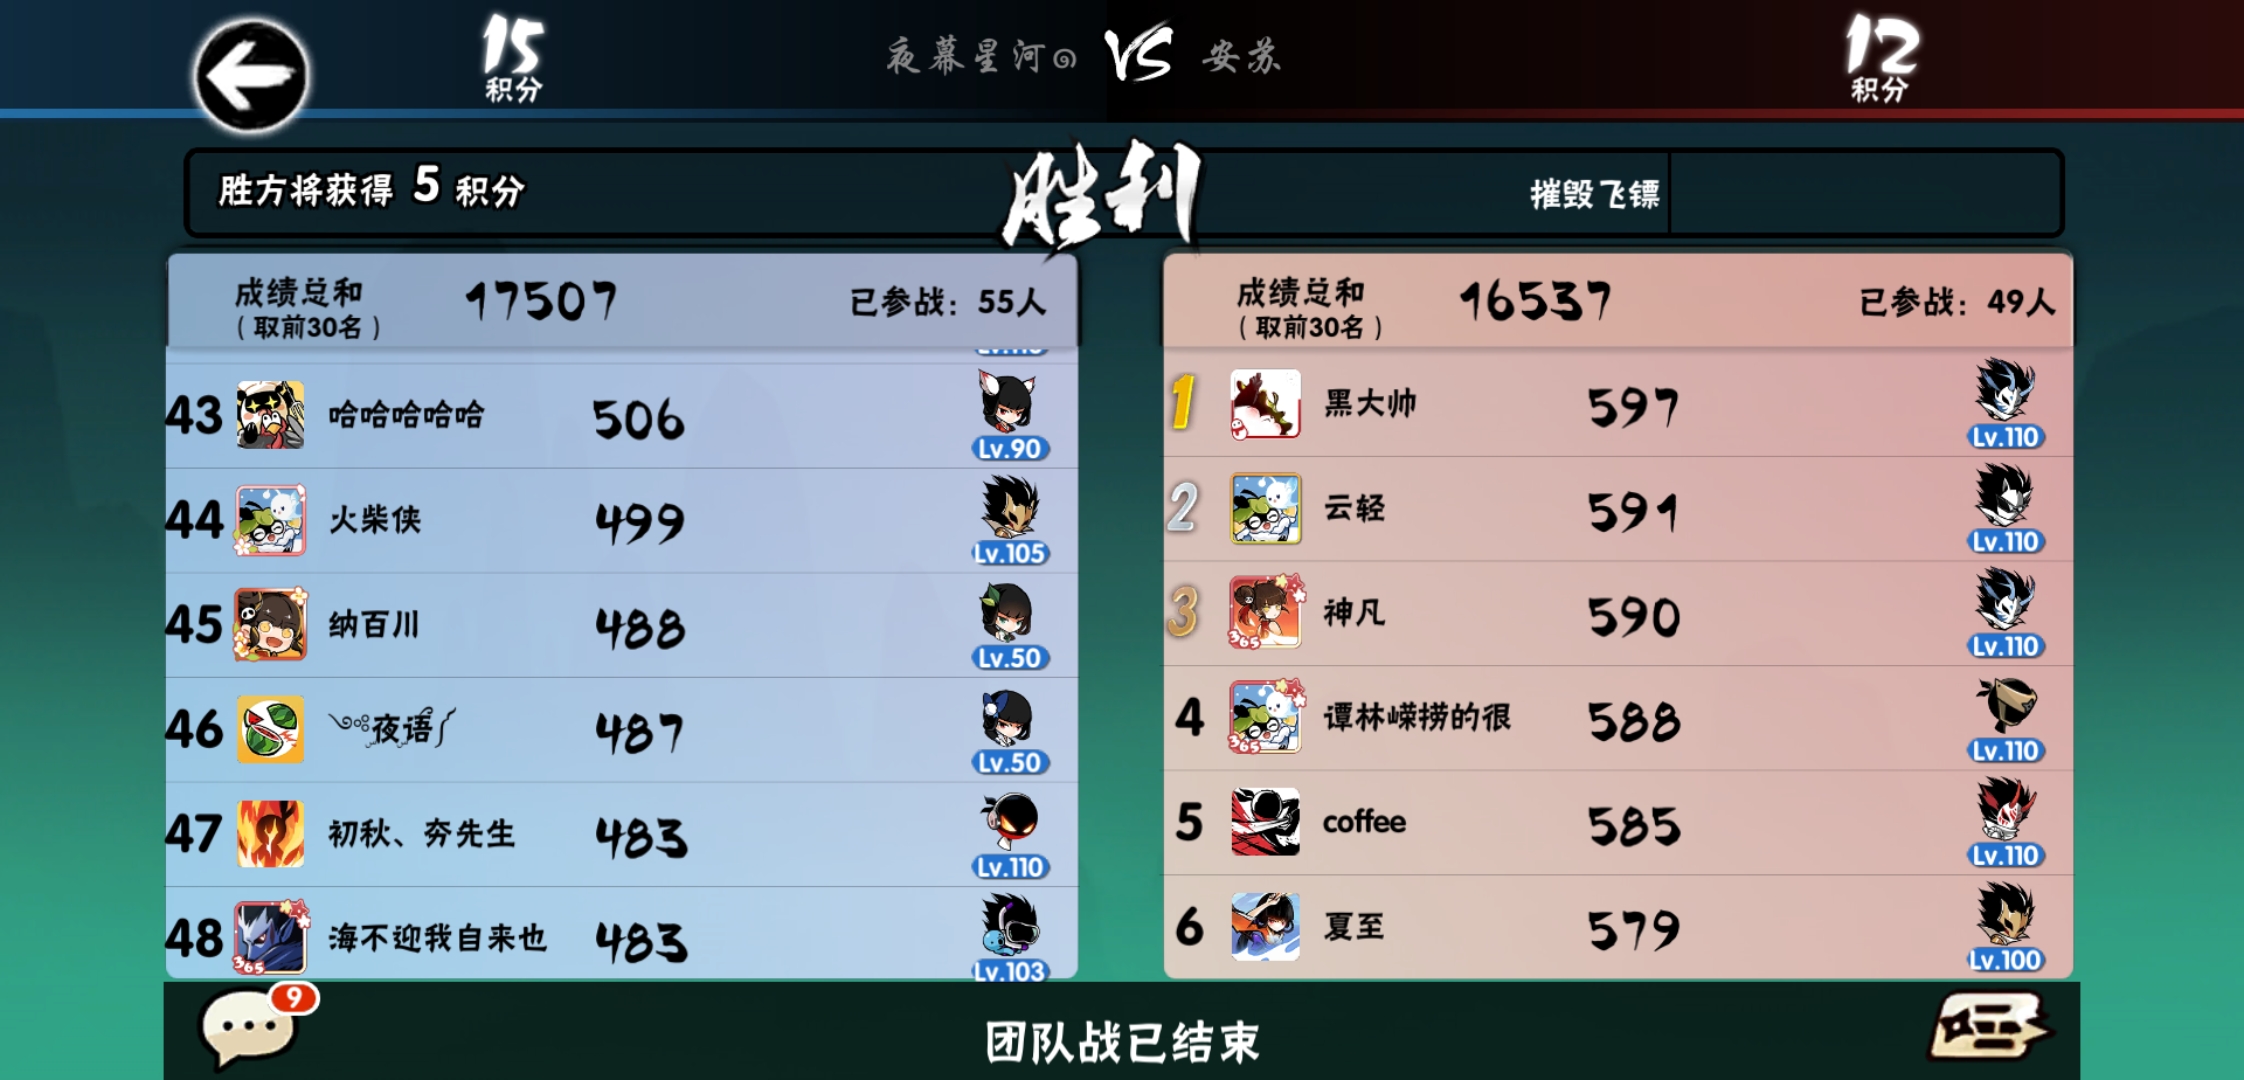 15
积分
夜幕星河
VS
安苏
12
积分
胜方将获得 5 积分
胜利
摧毁飞镖
成绩总和
(取前30名)
17507
已参战: 55人
43 哈哈哈哈哈 506 Lv.90
44 火柴侠 499 Lv.105
45 纳百川 488 Lv.50
46 夜语 487 Lv.50
47 初秋、夯先生 483 Lv.110
48 365 海不迎我自来也 483 Lv.103
成绩总和
(取前30名)
16537
已参战: 49人
1 黑大帅 597 Lv.110
2 云轻 591 Lv.110
3 365 神凡 590 Lv.110
4 365 谭林嵘捞的很 588 Lv.110
5 coffee 585 Lv.110
6 夏至 579 Lv.100
9
团队战已结束